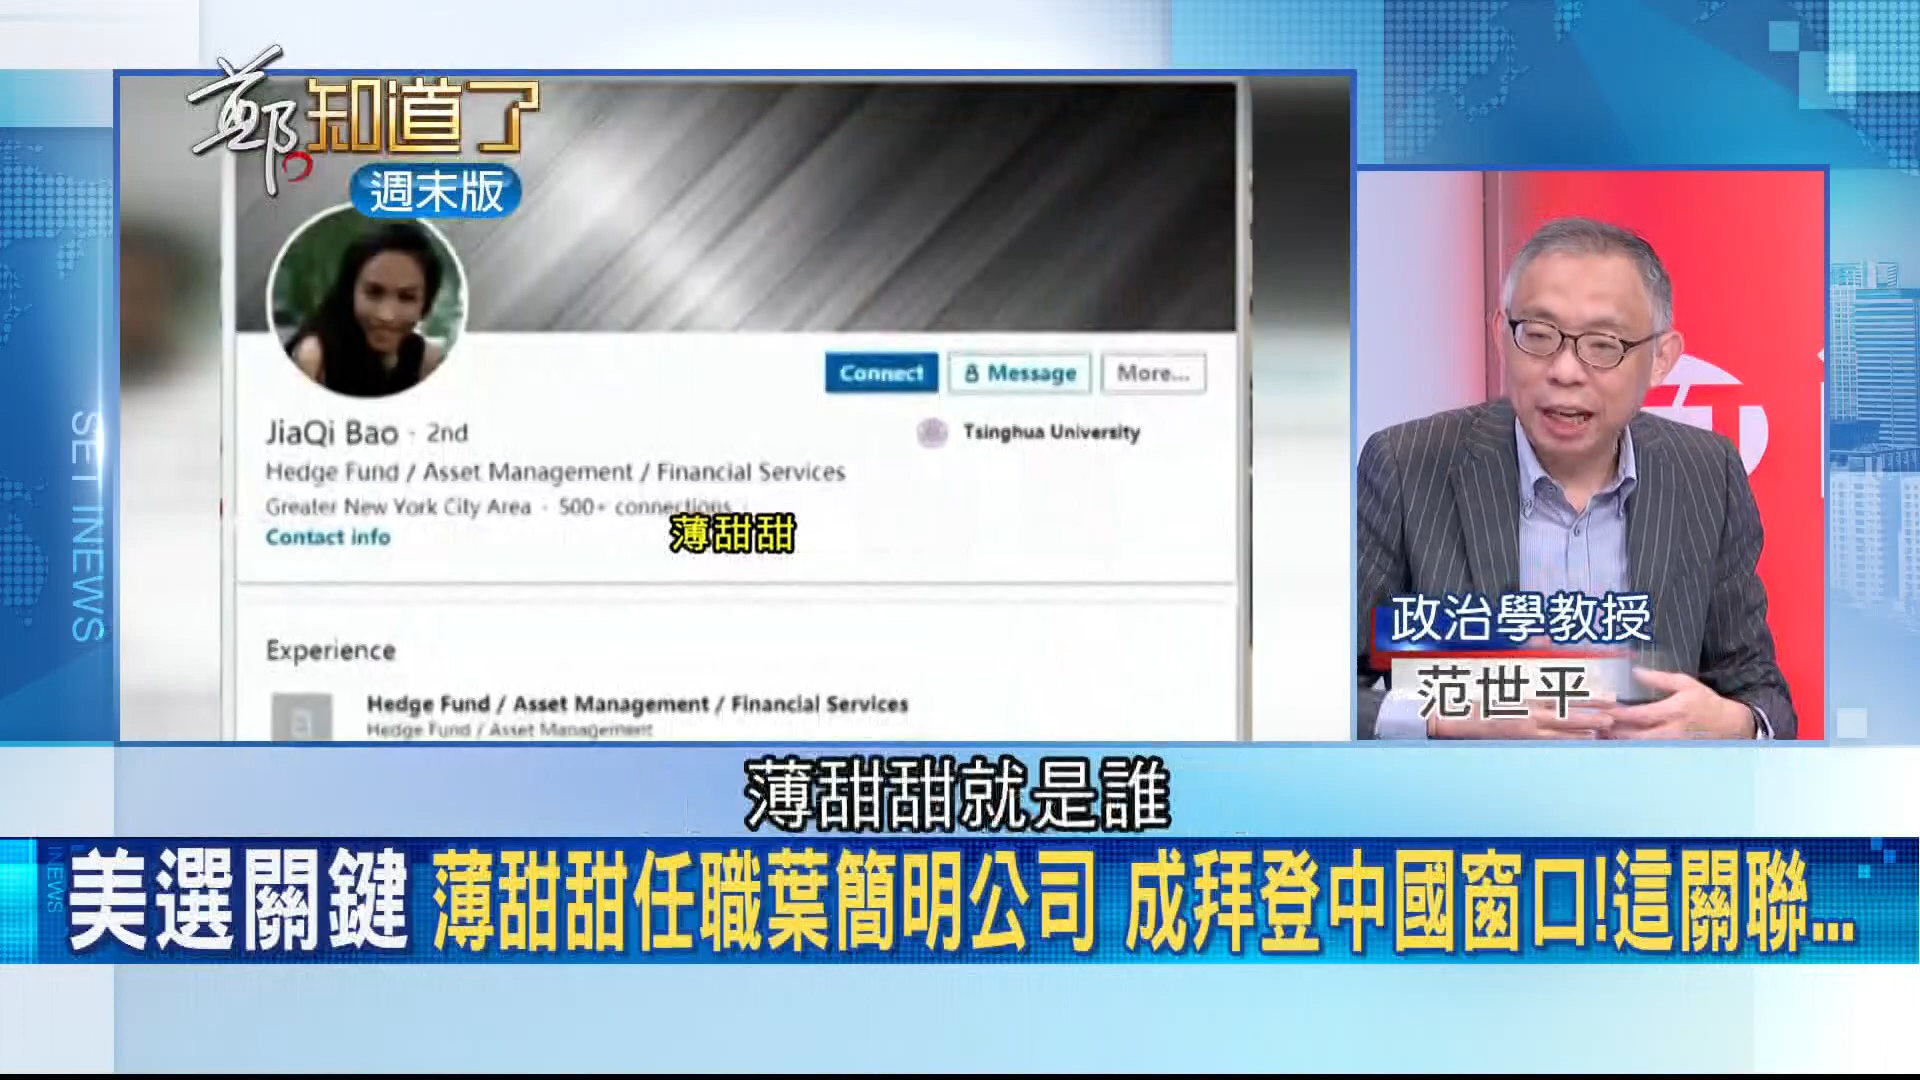 鄭知道了
週末版
Connect
Message
More...
JiaQi Bao · 2nd
Tsinghua University
Hedge Fund / Asset Management / Financial Services
Greater New York City Area · 500+ connections
Contact info
薄甜甜
Experience
Hedge Fund / Asset Management / Financial Services
Hedge Fund / Asset Management
SET iNEWS
政治學教授
范世平
薄甜甜就是誰
美選關鍵
薄甜甜任職葉簡明公司 成拜登中國窗口!這關聯...
iNEWS